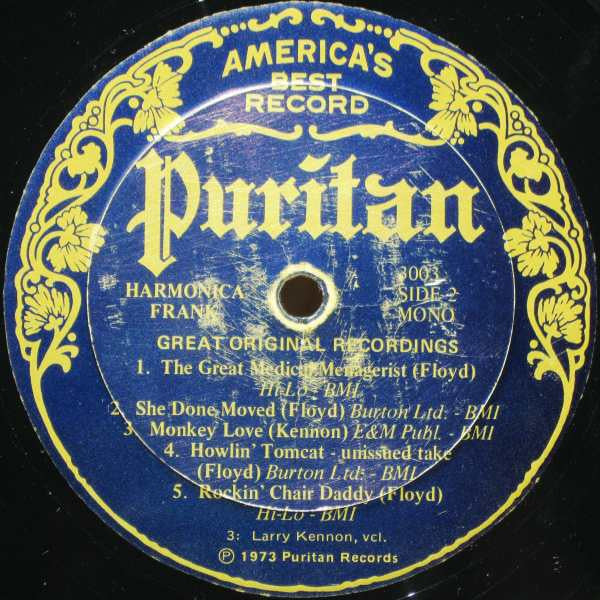 AMERICA'S
BEST
RECORD
Puritan
HARMONICA
FRANK
3003
SIDE 2
MONO
GREAT ORIGINAL RECORDINGS
1. The Great Medical Menagerist (Floyd)
Hi-Lo - BMI
2. She Done Moved (Floyd) Burton Ltd. - BMI
3. Monkey Love (Kennon) E&M Publ. - BMI
4. Howlin' Tomcat - unissued take
(Floyd) Burton Ltd. - BMI
5. Rockin' Chair Daddy (Floyd)
Hi-Lo - BMI
3: Larry Kennon, vcl.
℗ 1973 Puritan Records